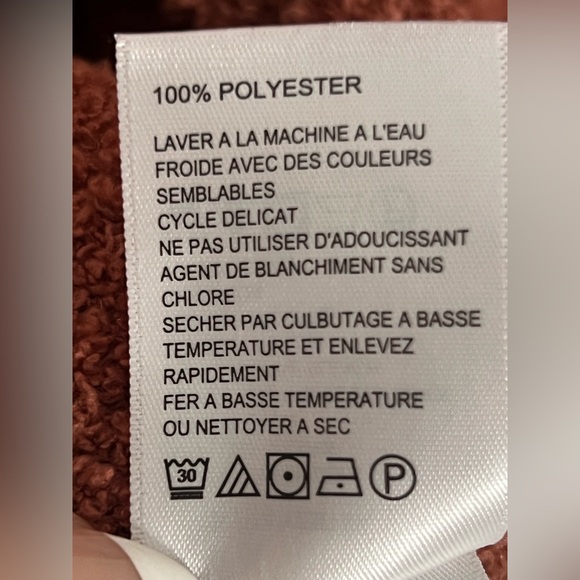 100% POLYESTER
LAVER A LA MACHINE A L'EAU
FROIDE AVEC DES COULEURS
SEMBLABLES
CYCLE DELICAT
NE PAS UTILISER D'ADOUCISSANT
AGENT DE BLANCHIMENT SANS
CHLORE
SECHER PAR CULBUTAGE A BASSE
TEMPERATURE ET ENLEVEZ
RAPIDEMENT
FER A BASSE TEMPERATURE
OU NETTOYER A SEC
30 P